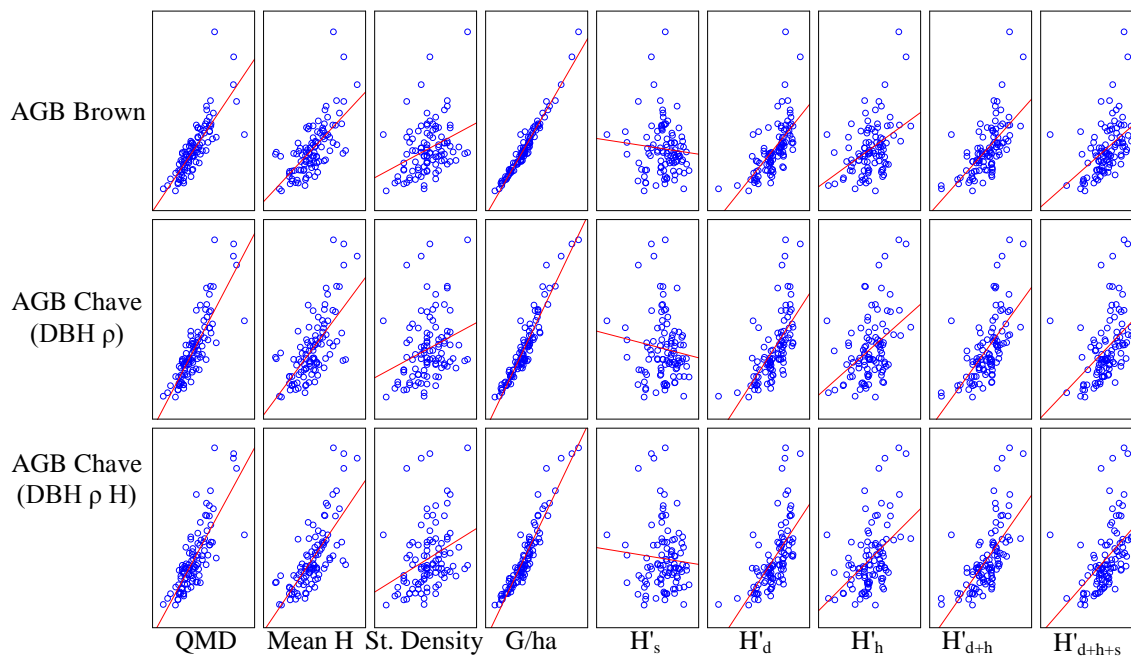 AGB Brown
AGB Chave
(DBH ρ)
AGB Chave
(DBH ρ H)
QMD Mean H St. Density G/ha H's H'd H'h H'd+h H'd+h+s